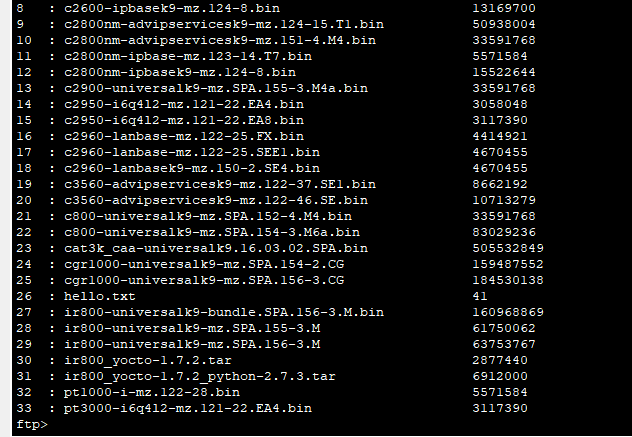 8 : c2600-ipbasek9-mz.124-8.bin 13169700
9 : c2800nm-advipservicesk9-mz.124-15.T1.bin 50938004
10 : c2800nm-advipservicesk9-mz.151-4.M4.bin 33591768
11 : c2800nm-ipbase-mz.123-14.T7.bin 5571584
12 : c2800nm-ipbasek9-mz.124-8.bin 15522644
13 : c2900-universalk9-mz.SPA.155-3.M4a.bin 33591768
14 : c2950-i6q4l2-mz.121-22.EA4.bin 3058048
15 : c2950-i6q4l2-mz.121-22.EA8.bin 3117390
16 : c2960-lanbase-mz.122-25.FX.bin 4414921
17 : c2960-lanbase-mz.122-25.SEE1.bin 4670455
18 : c2960-lanbasek9-mz.150-2.SE4.bin 4670455
19 : c3560-advipservicesk9-mz.122-37.SE1.bin 8662192
20 : c3560-advipservicesk9-mz.122-46.SE.bin 10713279
21 : c800-universalk9-mz.SPA.152-4.M4.bin 33591768
22 : c800-universalk9-mz.SPA.154-3.M6a.bin 83029236
23 : cat3k_caa-universalk9.16.03.02.SPA.bin 505532849
24 : cgr1000-universalk9-mz.SPA.154-2.CG 159487552
25 : cgr1000-universalk9-mz.SPA.156-3.CG 184530138
26 : hello.txt 41
27 : ir800-universalk9-bundle.SPA.156-3.M.bin 160968869
28 : ir800-universalk9-mz.SPA.155-3.M 61750062
29 : ir800-universalk9-mz.SPA.156-3.M 63753767
30 : ir800_yocto-1.7.2.tar 2877440
31 : ir800_yocto-1.7.2_python-2.7.3.tar 6912000
32 : pt1000-i-mz.122-28.bin 5571584
33 : pt3000-i6q4l2-mz.121-22.EA4.bin 3117390
ftp>